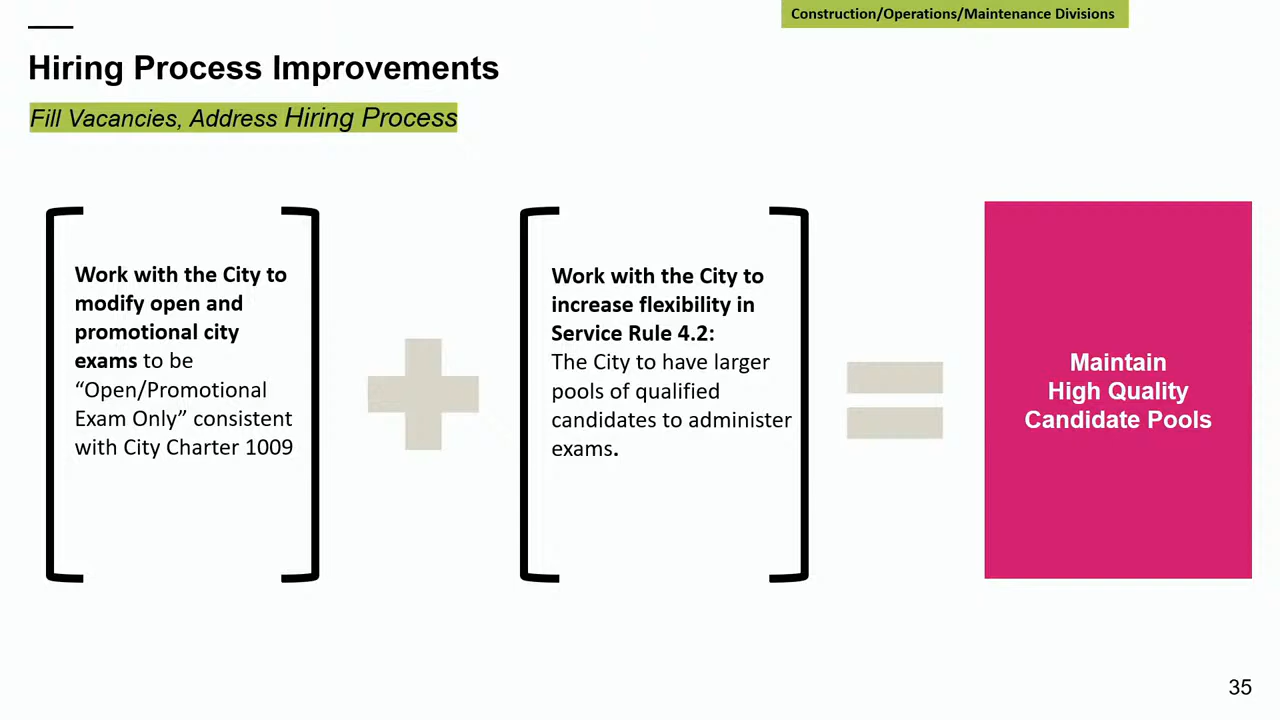 Construction/Operations/Maintenance Divisions
Hiring Process Improvements
Fill Vacancies, Address Hiring Process
Work with the City to
modify open and
promotional city
exams to be
“Open/Promotional
Exam Only” consistent
with City Charter 1009
Work with the City to
increase flexibility in
Service Rule 4.2:
The City to have larger
pools of qualified
candidates to administer
exams.
Maintain
High Quality
Candidate Pools
35